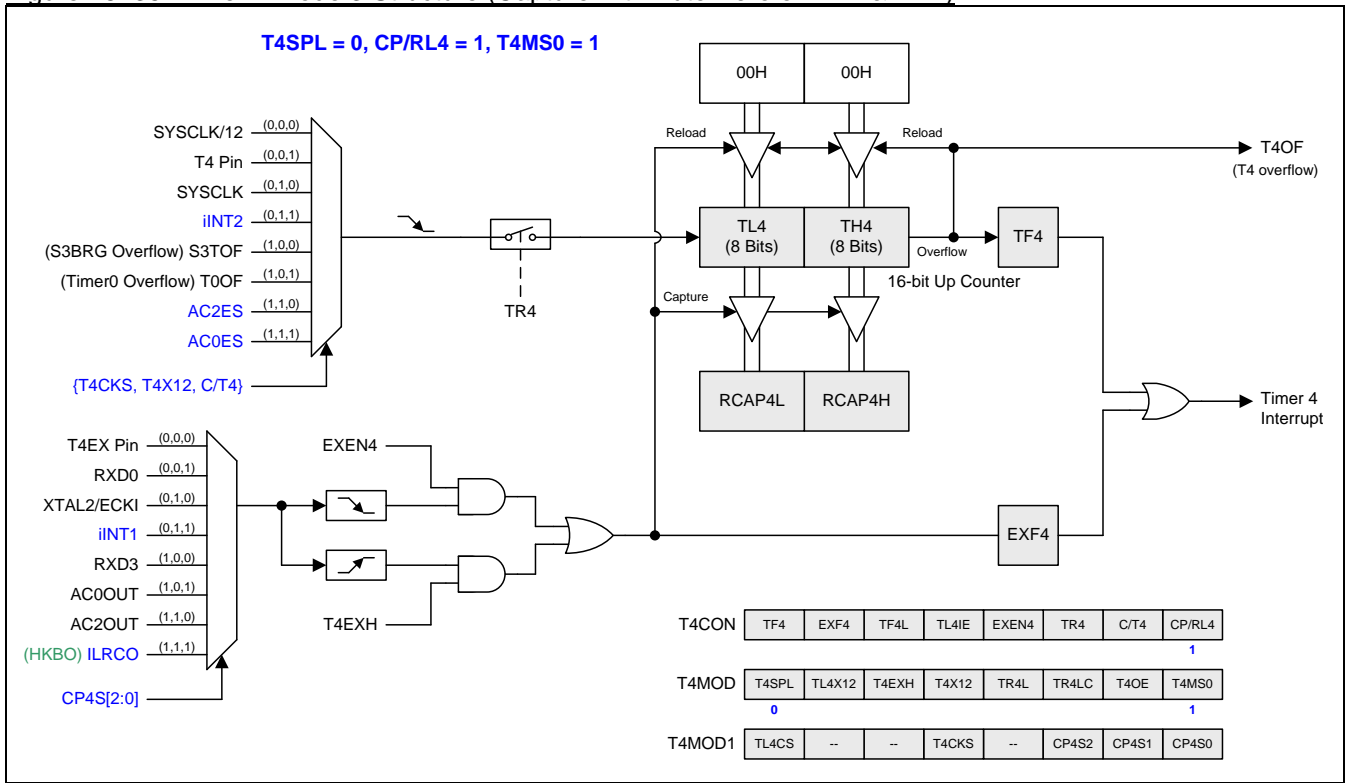 T4SPL = 0, CP/RL4 = 1, T4MS0 = 1
00H 00H
SYSCLK/12 (0,0,0)
T4 Pin (0,0,1)
SYSCLK (0,1,0)
iINT2 (0,1,1)
(S3BRG Overflow) S3TOF (1,0,0)
(Timer0 Overflow) T0OF (1,0,1)
AC2ES (1,1,0)
AC0ES (1,1,1)
{T4CKS, T4X12, C/T4}
TR4
Reload Reload
T4OF
(T4 overflow)
TL4
(8 Bits)
TH4
(8 Bits)
Overflow
TF4
16-bit Up Counter
Capture
RCAP4L RCAP4H
Timer 4
Interrupt
T4EX Pin (0,0,0)
RXD0 (0,0,1)
XTAL2/ECKI (0,1,0)
iINT1 (0,1,1)
RXD3 (1,0,0)
AC0OUT (1,0,1)
AC2OUT (1,1,0)
(HKBO) ILRCO (1,1,1)
CP4S[2:0]
EXEN4
T4EXH
EXF4
T4CON TF4 EXF4 TF4L TL4IE EXEN4 TR4 C/T4 CP/RL4
1
T4MOD T4SPL TL4X12 T4EXH T4X12 TR4L TR4LC T4OE T4MS0
0 1
T4MOD1 TL4CS -- -- T4CKS -- CP4S2 CP4S1 CP4S0